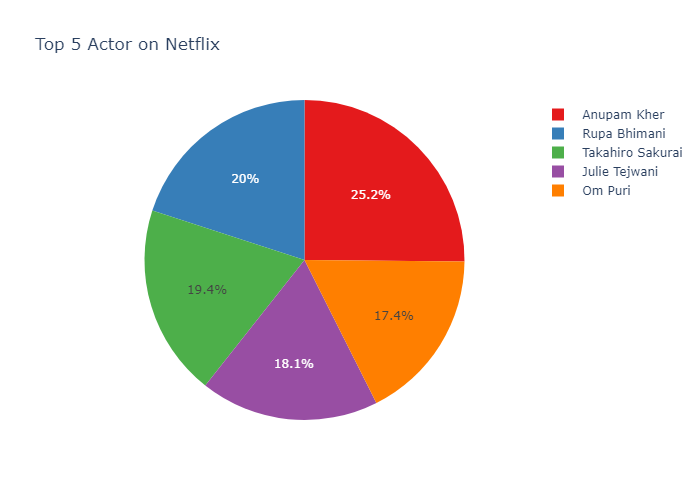 Top 5 Actor on Netflix
Anupam Kher
Rupa Bhimani
Takahiro Sakurai
Julie Tejwani
Om Puri
20%
25.2%
19.4%
17.4%
18.1%